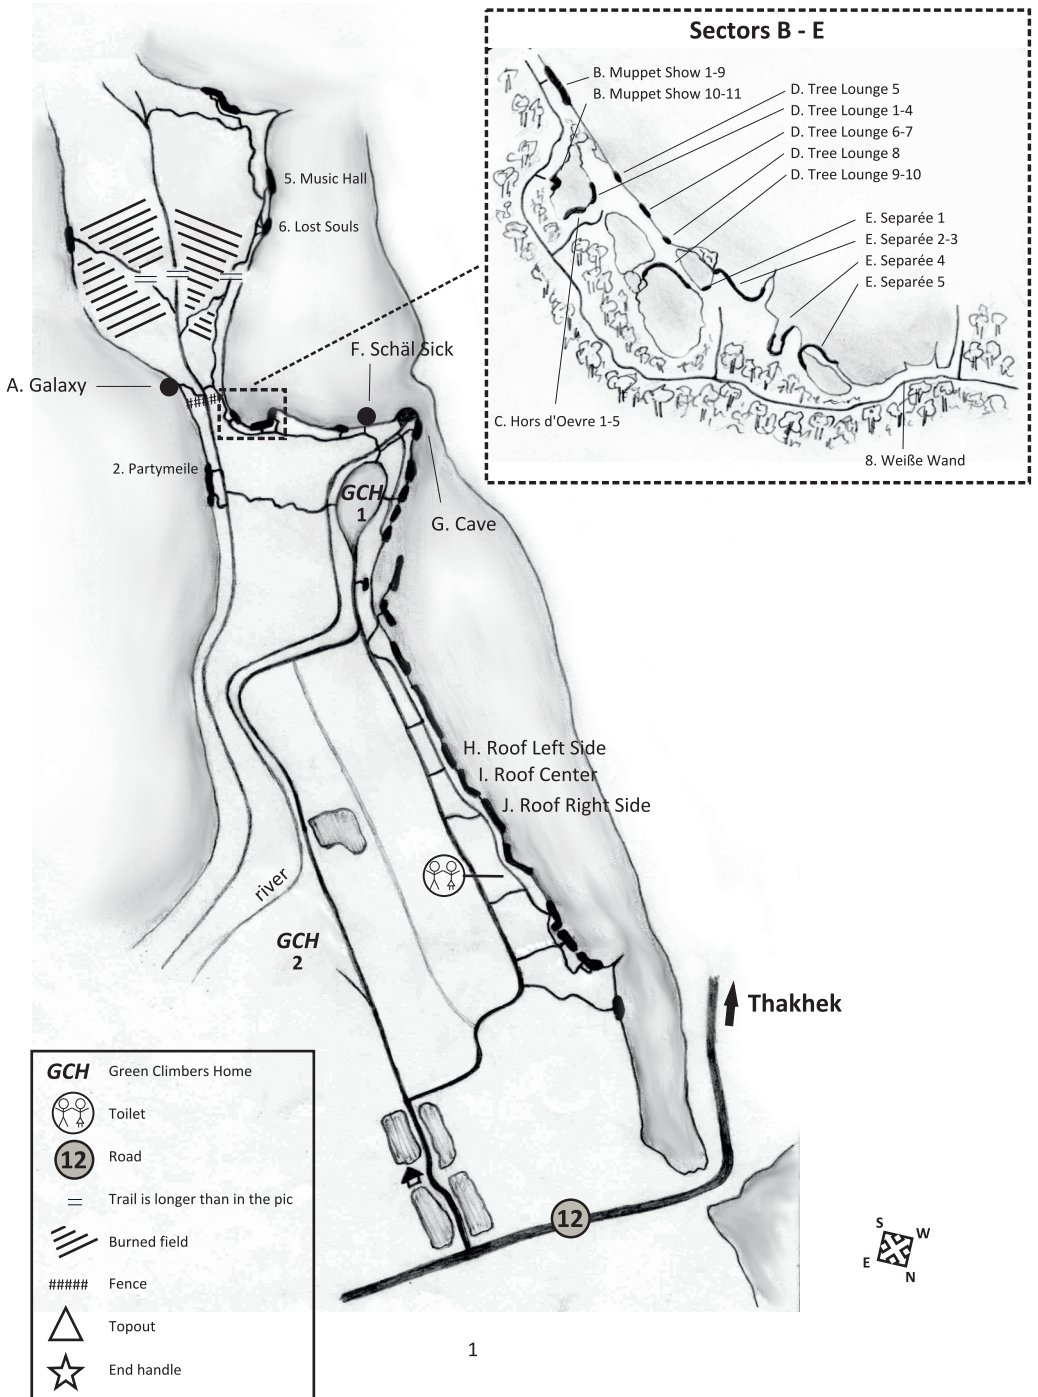 Sectors B - E
B. Muppet Show 1-9
B. Muppet Show 10-11
D. Tree Lounge 5
D. Tree Lounge 1-4
D. Tree Lounge 6-7
D. Tree Lounge 8
D. Tree Lounge 9-10
E. Separée 1
E. Separée 2-3
E. Separée 4
E. Separée 5
C. Hors d'Oevre 1-5
8. Weiße Wand
5. Music Hall
6. Lost Souls
F. Schäl Sick
A. Galaxy
2. Partymeile
GCH
1
G. Cave
H. Roof Left Side
I. Roof Center
J. Roof Right Side
river
GCH
2
Thakhek
12
S
W
E
N
GCH Green Climbers Home
Toilet
12 Road
Trail is longer than in the pic
Burned field
##### Fence
Topout
End handle
1